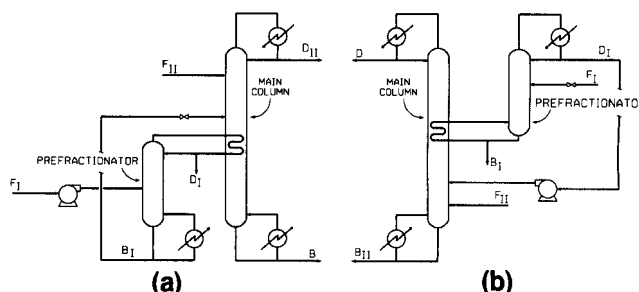 D_II
F_II
MAIN
COLUMN
PREFRACTIONATOR
F_I
D_I
B_I
B
(a)
D
D_I
F_I
MAIN
COLUMN
PREFRACTIONATO
B_I
F_II
B_II
(b)